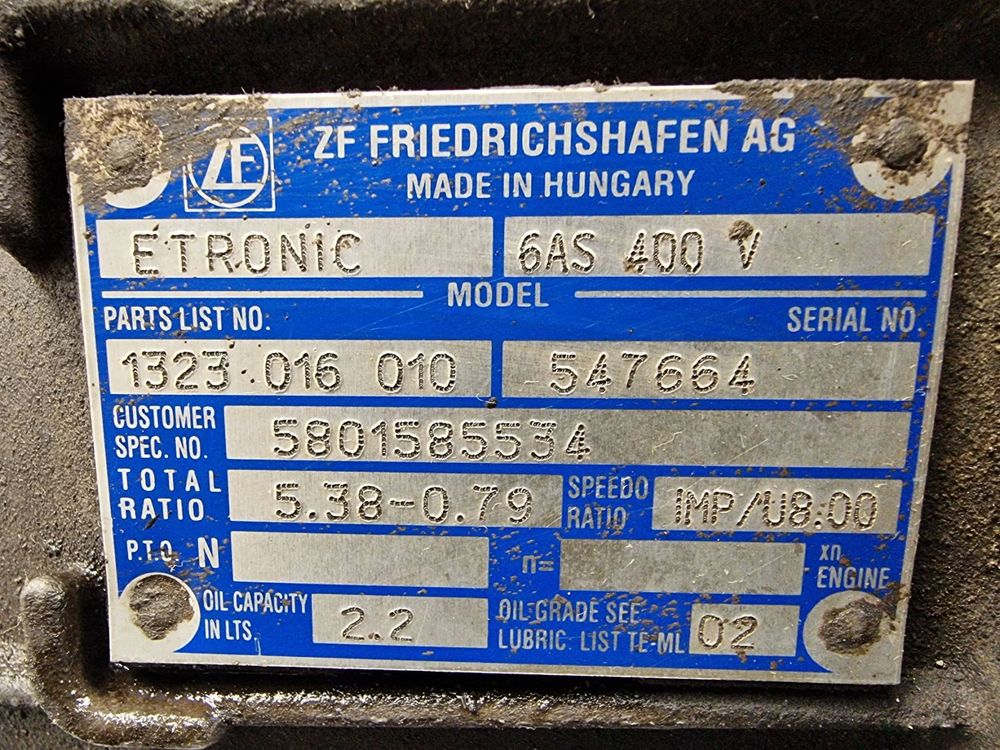 ZF ZF FRIEDRICHSHAFEN AG
MADE IN HUNGARY
ETRONIC 6AS 400 V
MODEL
PARTS LIST NO. SERIAL NO.
1323 016 010 547664
CUSTOMER
SPEC. NO. 5801585534
TOTAL
RATIO 5.38-0.79 SPEEDO
RATIO IMP/U8:00
P.T.O. N n= xn
ENGINE
OIL CAPACITY
IN LTS. 2.2 OIL GRADE SEE
LUBRIC. LIST TE-ML 02